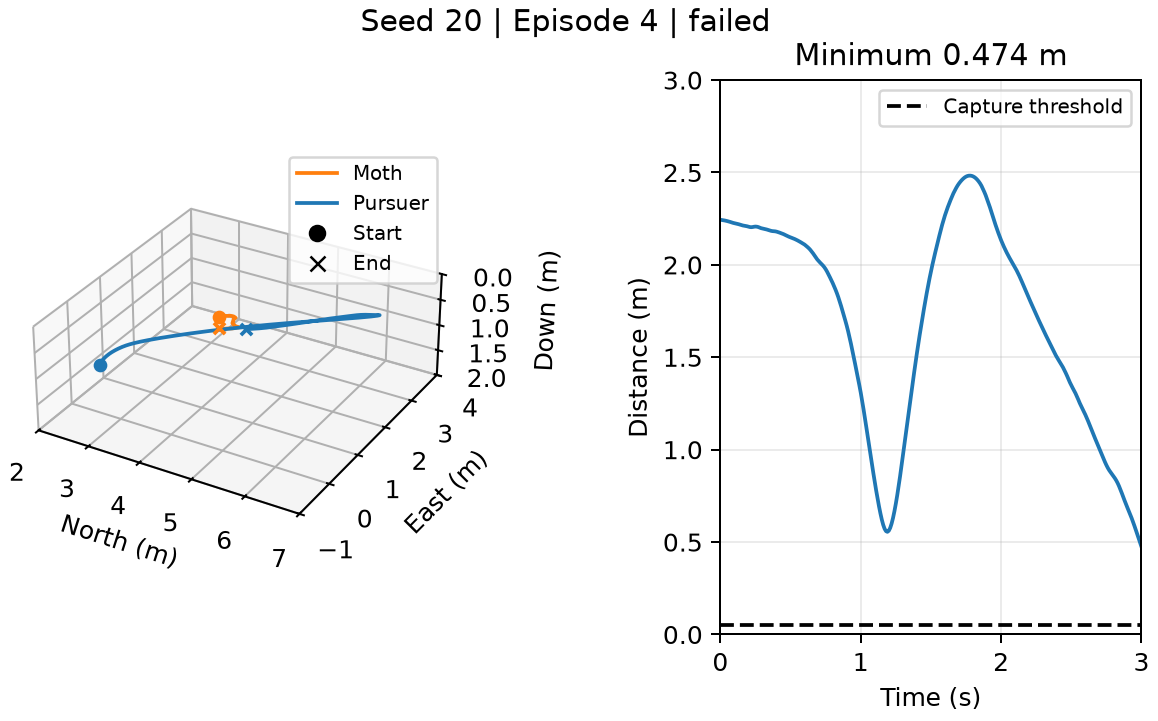 Seed 20 | Episode 4 | failed
Moth
Pursuer
Start
End
0.0
0.5
1.0
1.5
2.0
Down (m)
4
3
2
1
0
−1
East (m)
2
3
4
5
6
7
North (m)
Minimum 0.474 m
Capture threshold
3.0
2.5
2.0
1.5
1.0
0.5
0.0
Distance (m)
0
1
2
3
Time (s)